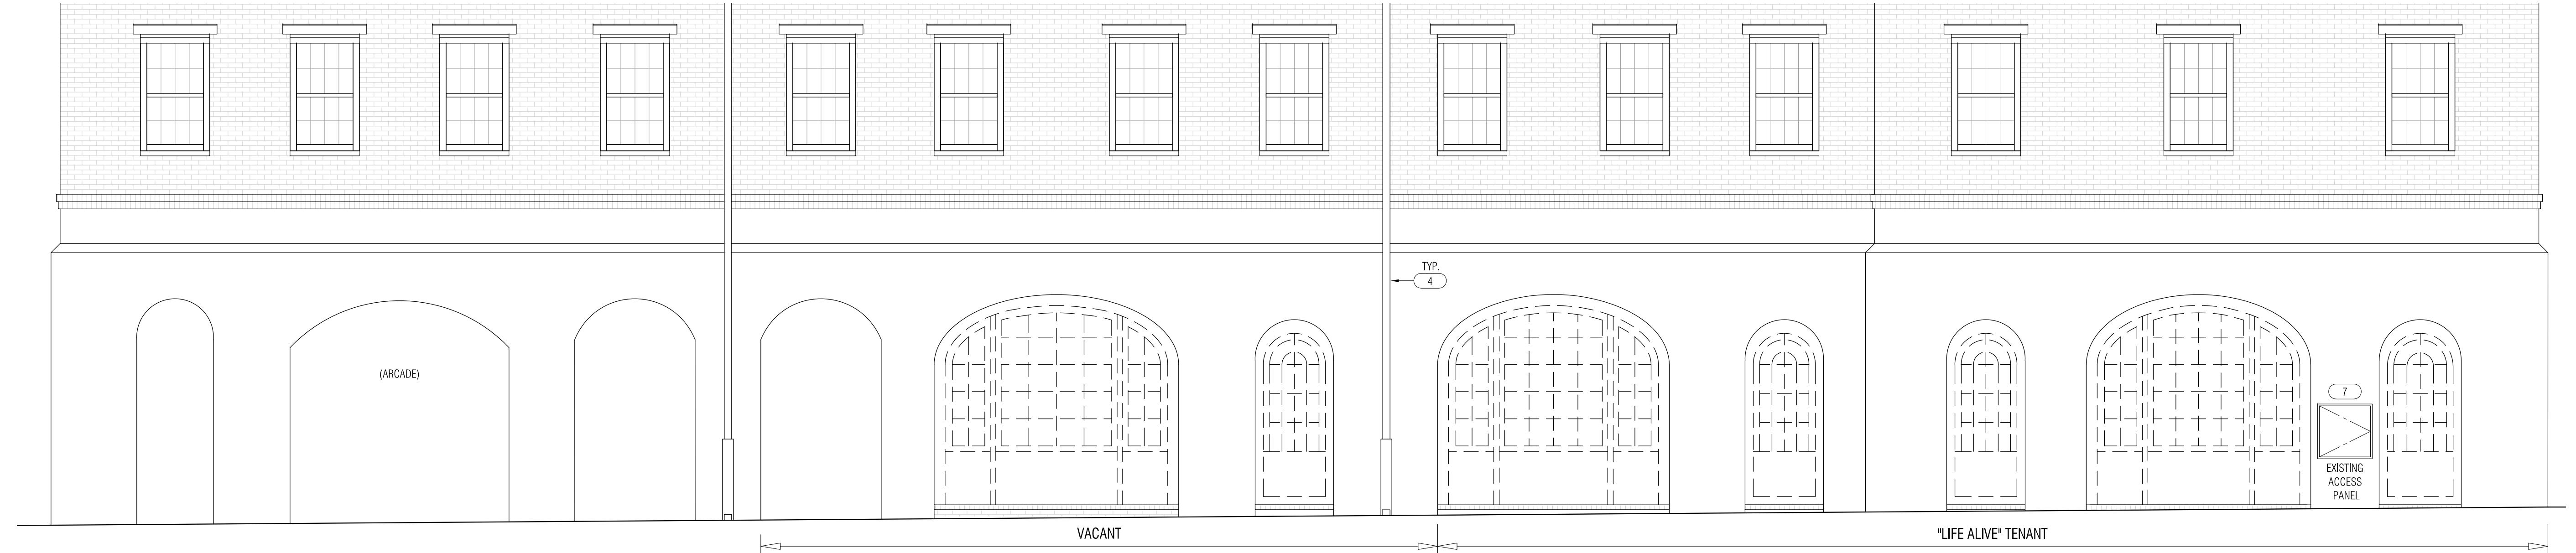 TYP.
4
(ARCADE)
7
EXISTING
ACCESS
PANEL
VACANT
"LIFE ALIVE" TENANT